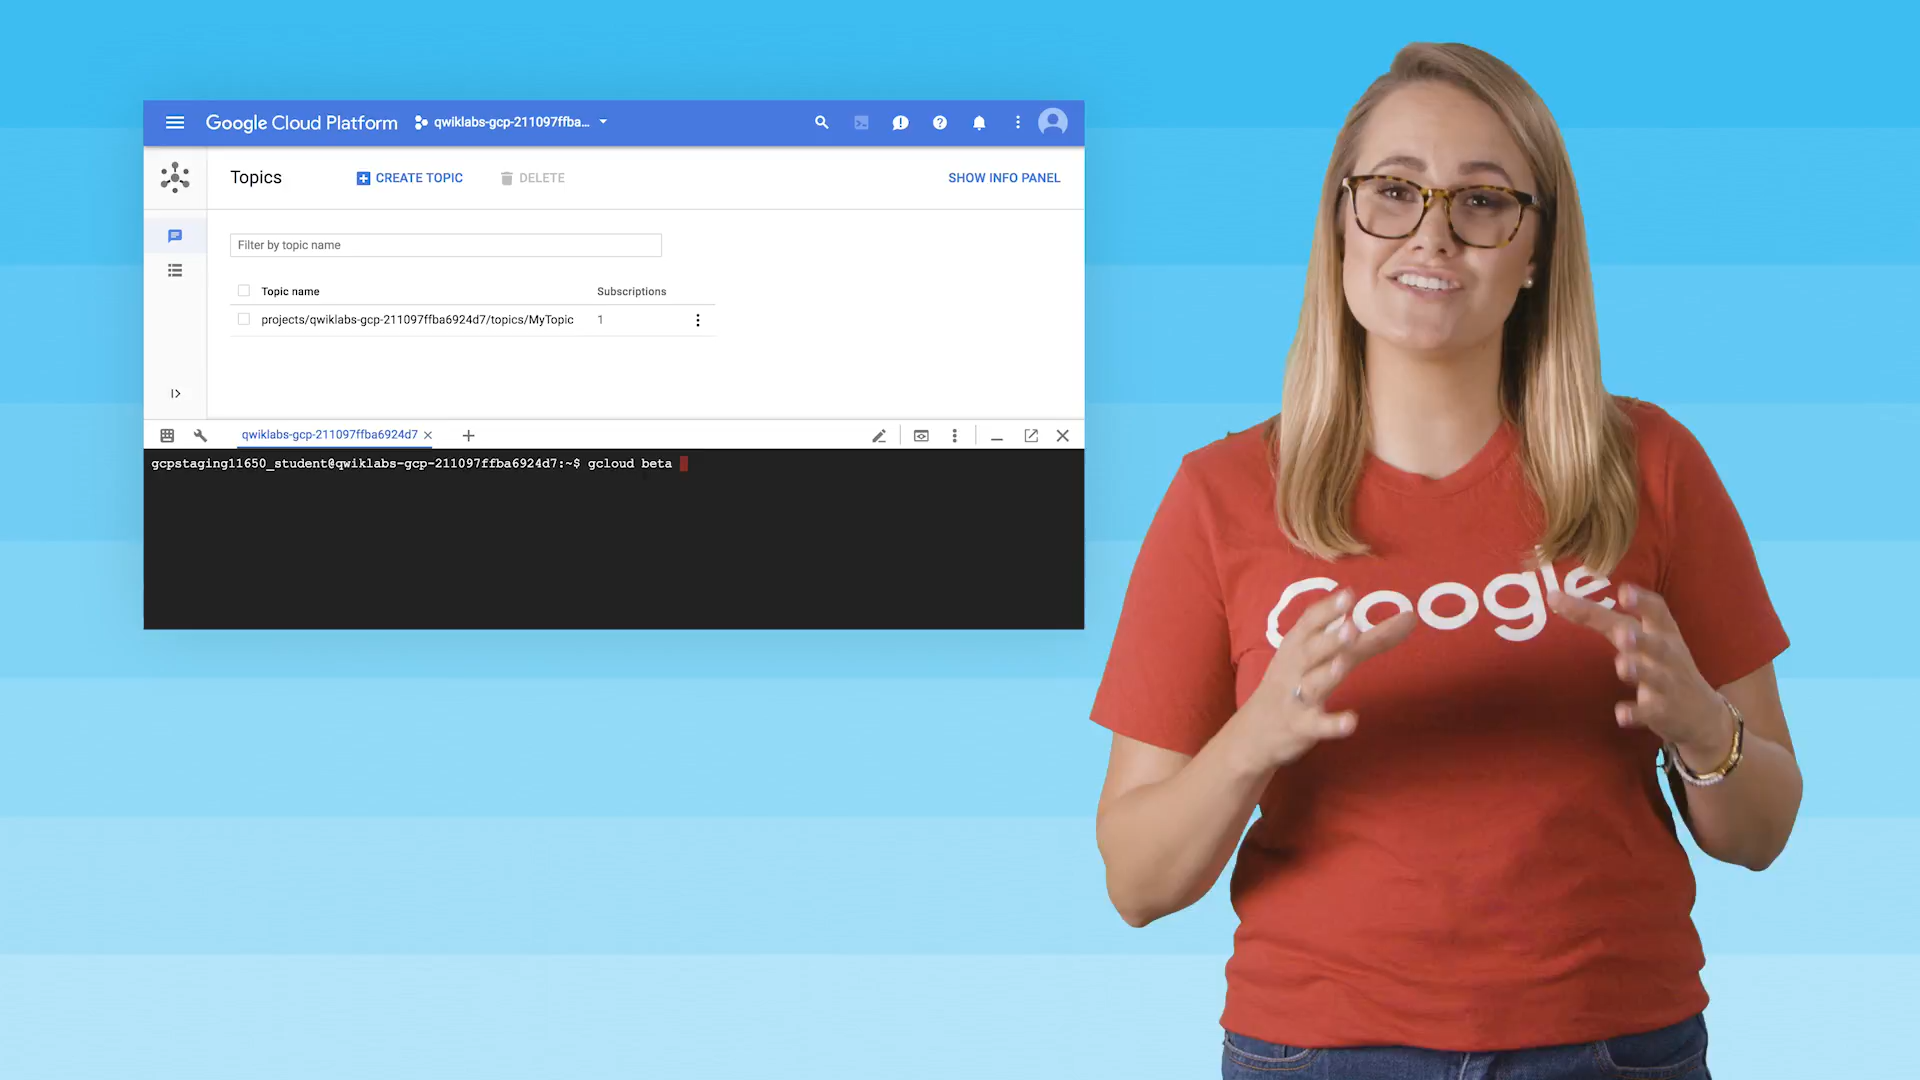 Google Cloud Platform
qwiklabs-gcp-211097ffba...
Topics
CREATE TOPIC
DELETE
SHOW INFO PANEL
Filter by topic name
Topic name Subscriptions
projects/qwiklabs-gcp-211097ffba6924d7/topics/MyTopic 1
qwiklabs-gcp-211097ffba6924d7
gcpstaging11650_student@qwiklabs-gcp-211097ffba6924d7:~$ gcloud beta
Google